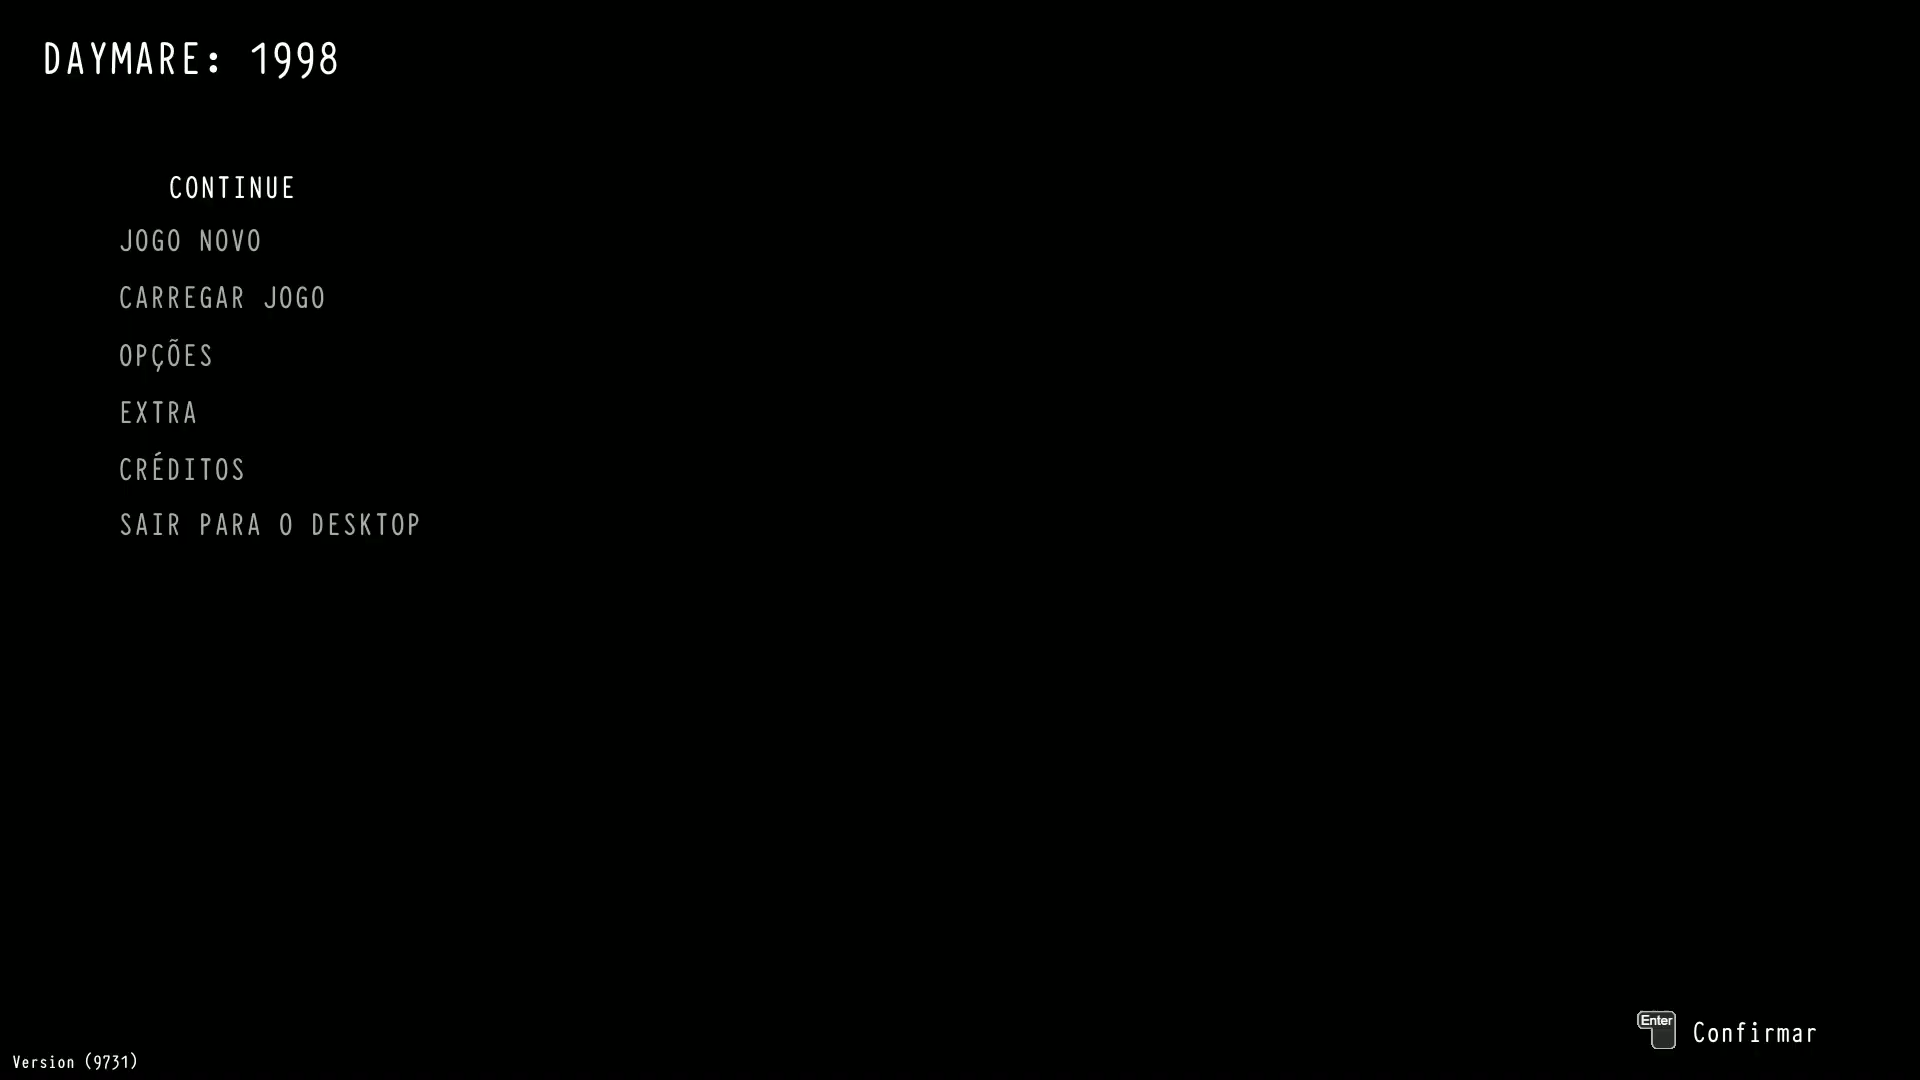 DAYMARE: 1998
CONTINUE
JOGO NOVO
CARREGAR JOGO
OPÇÕES
EXTRA
CRÉDITOS
SAIR PARA O DESKTOP
Enter Confirmar
Version (9731)